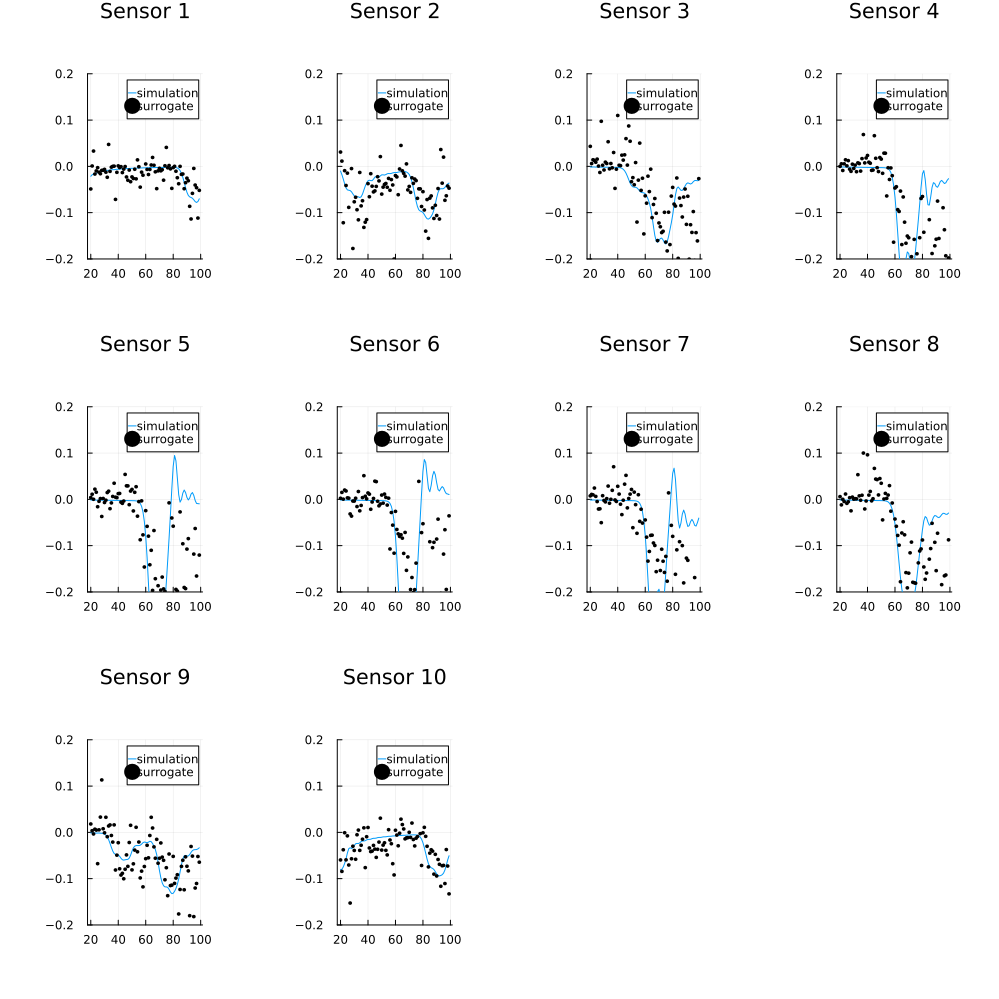 Sensor 1 Sensor 2 Sensor 3 Sensor 4
0.2 0.2 0.2 0.2
simulation simulation simulation simulation
surrogate surrogate surrogate surrogate
0.1 0.1 0.1 0.1
0.0 0.0 0.0 0.0
−0.1 −0.1 −0.1 −0.1
−0.2 −0.2 −0.2 −0.2
20 40 60 80 100 20 40 60 80 100 20 40 60 80 100 20 40 60 80 100
Sensor 5 Sensor 6 Sensor 7 Sensor 8
0.2 0.2 0.2 0.2
simulation simulation simulation simulation
surrogate surrogate surrogate surrogate
0.1 0.1 0.1 0.1
0.0 0.0 0.0 0.0
−0.1 −0.1 −0.1 −0.1
−0.2 −0.2 −0.2 −0.2
20 40 60 80 100 20 40 60 80 100 20 40 60 80 100 20 40 60 80 100
Sensor 9 Sensor 10
0.2 0.2
simulation simulation
surrogate surrogate
0.1 0.1
0.0 0.0
−0.1 −0.1
−0.2 −0.2
20 40 60 80 100 20 40 60 80 100